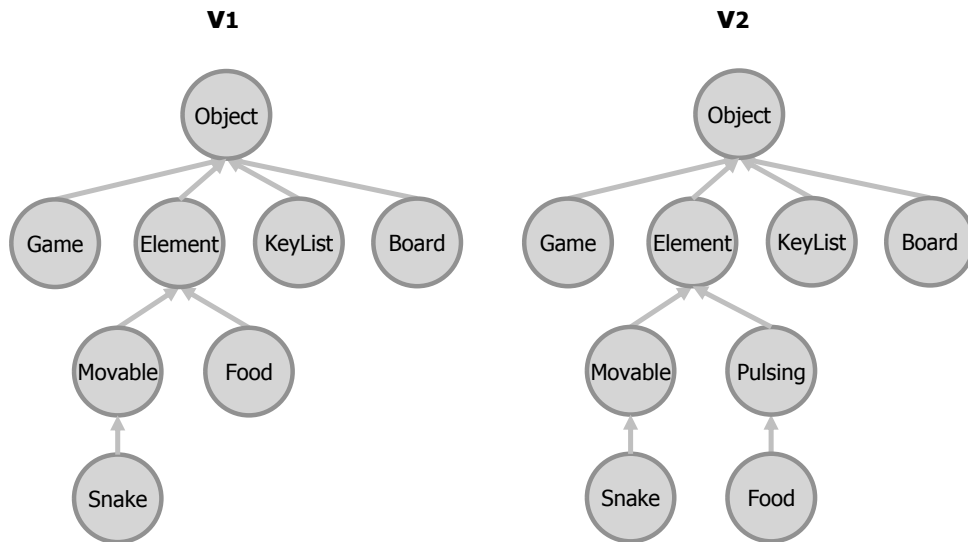 v1
v2
Object
Object
Game
Element
KeyList
Board
Game
Element
KeyList
Board
Movable
Food
Movable
Pulsing
Snake
Snake
Food